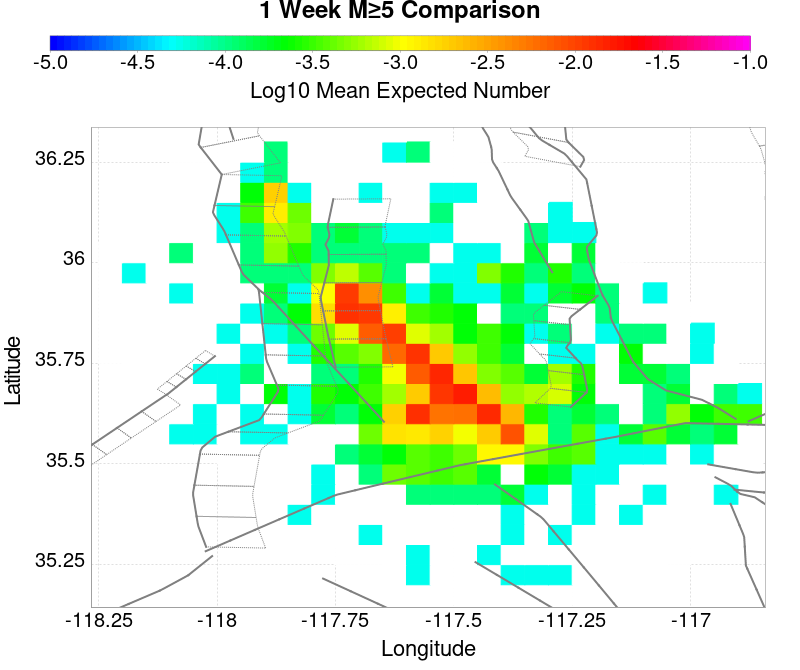 1 Week M≥5 Comparison
-5.0 -4.5 -4.0 -3.5 -3.0 -2.5 -2.0 -1.5 -1.0
Log10 Mean Expected Number
36.25
36
35.75
35.5
35.25
Latitude
-118.25 -118 -117.75 -117.5 -117.25 -117
Longitude